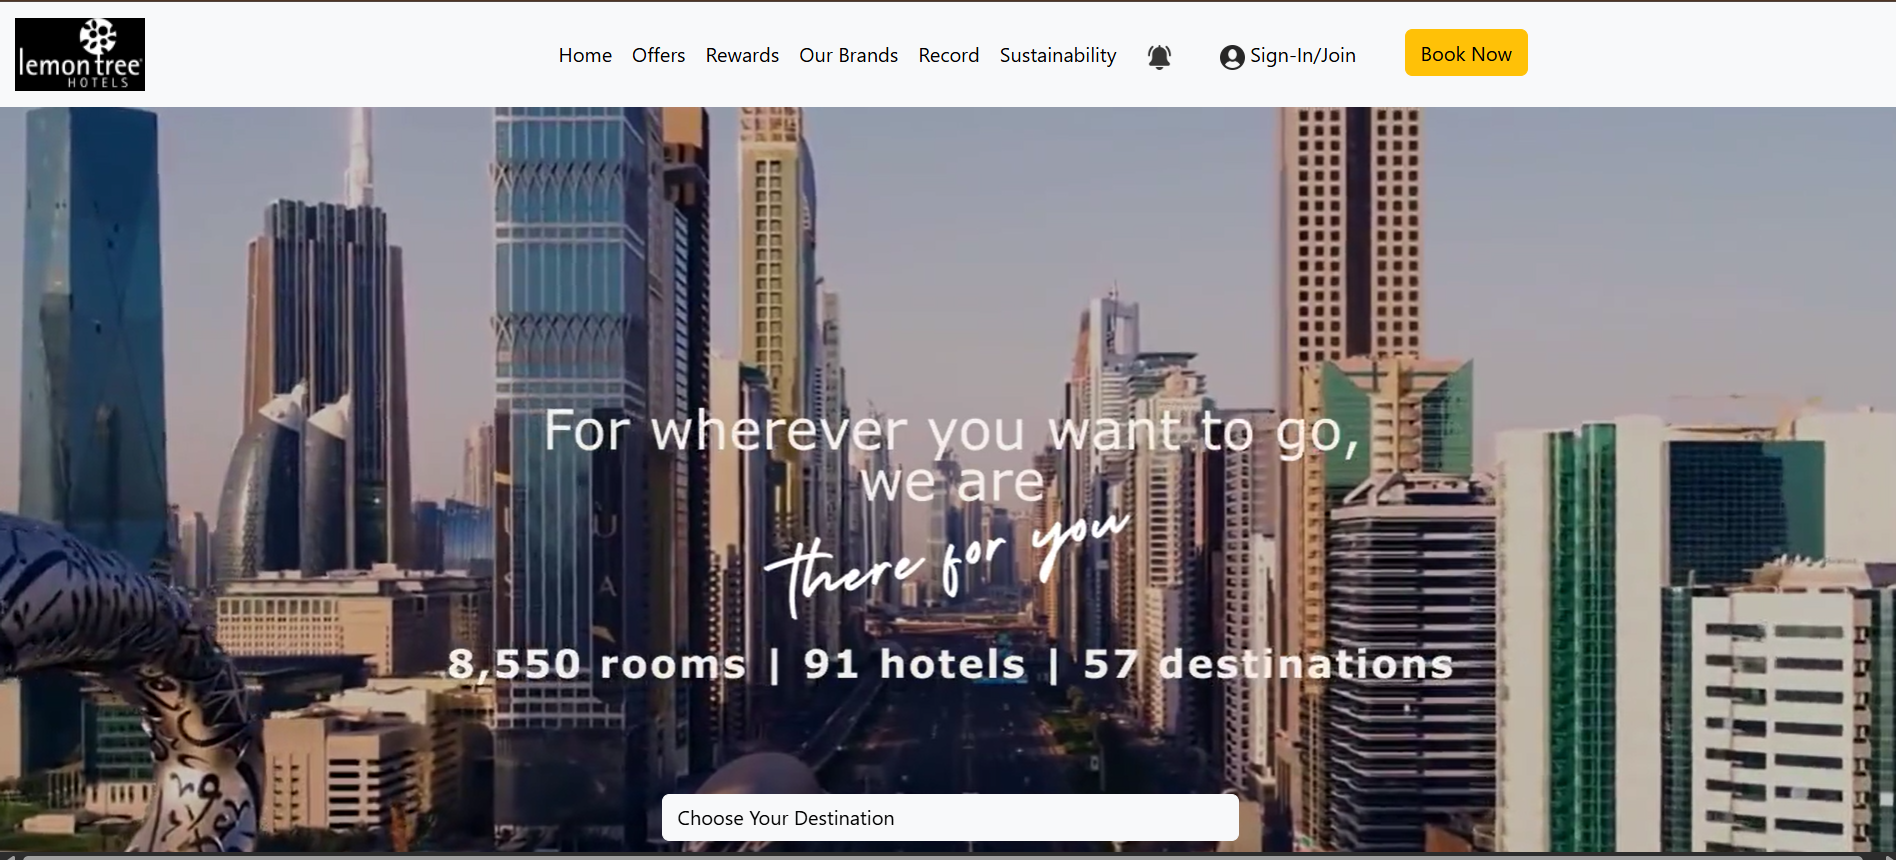 lemon tree
HOTELS
Home Offers Rewards Our Brands Record Sustainability Sign-In/Join Book Now
For wherever you want to go,
we are
there for you
8,550 rooms | 91 hotels | 57 destinations
Choose Your Destination